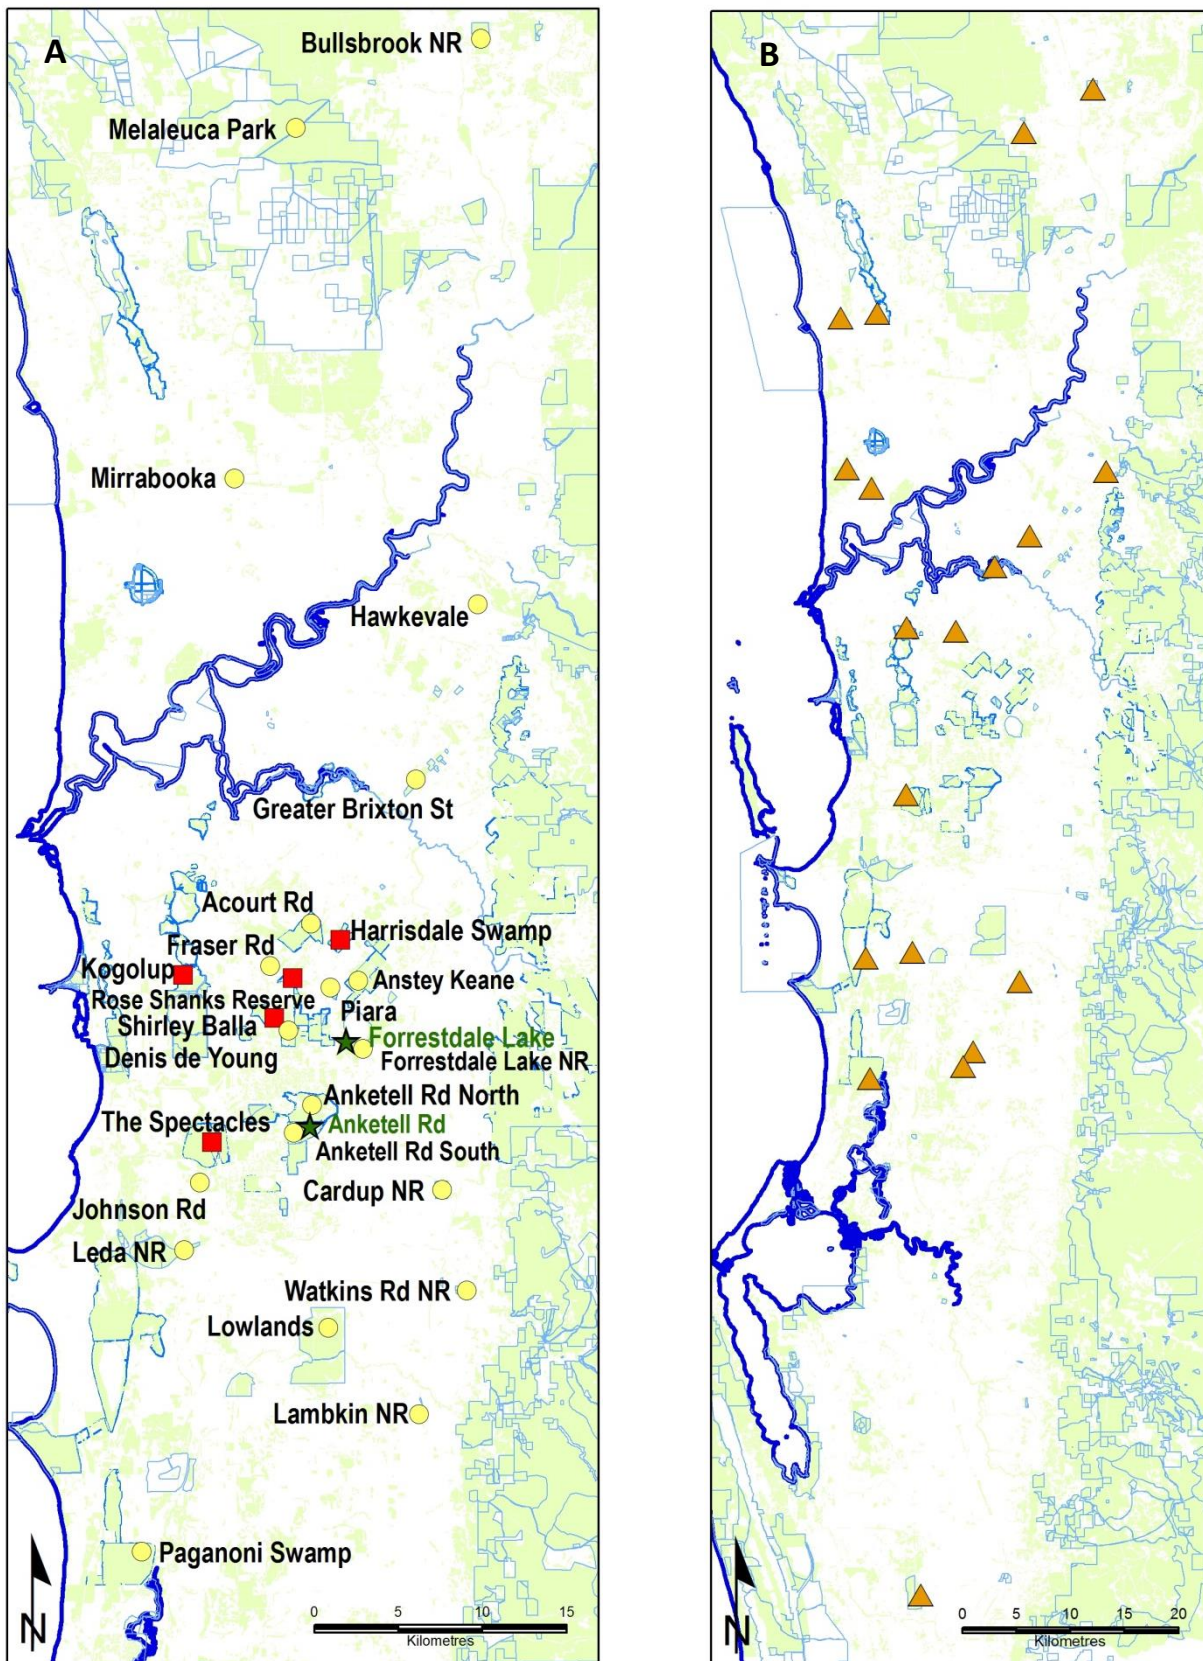 A
Bullsbrook NR
Melaleuca Park
Mirrabooka
Hawkevale
Greater Brixton St
Acourt Rd
Harrisdale Swamp
Fraser Rd
Kogolup
Anstey Keane
Rose Shanks Reserve
Piara
Shirley Balla
Forrestdale Lake
Denis de Young
Forrestdale Lake NR
Anketell Rd North
The Spectacles
Anketell Rd
Anketell Rd South
Cardup NR
Johnson Rd
Leda NR
Watkins Rd NR
Lowlands
Lambkin NR
Paganoni Swamp
N
0 5 10 15
Kilometres
B
N
0 5 10 15 20
Kilometres